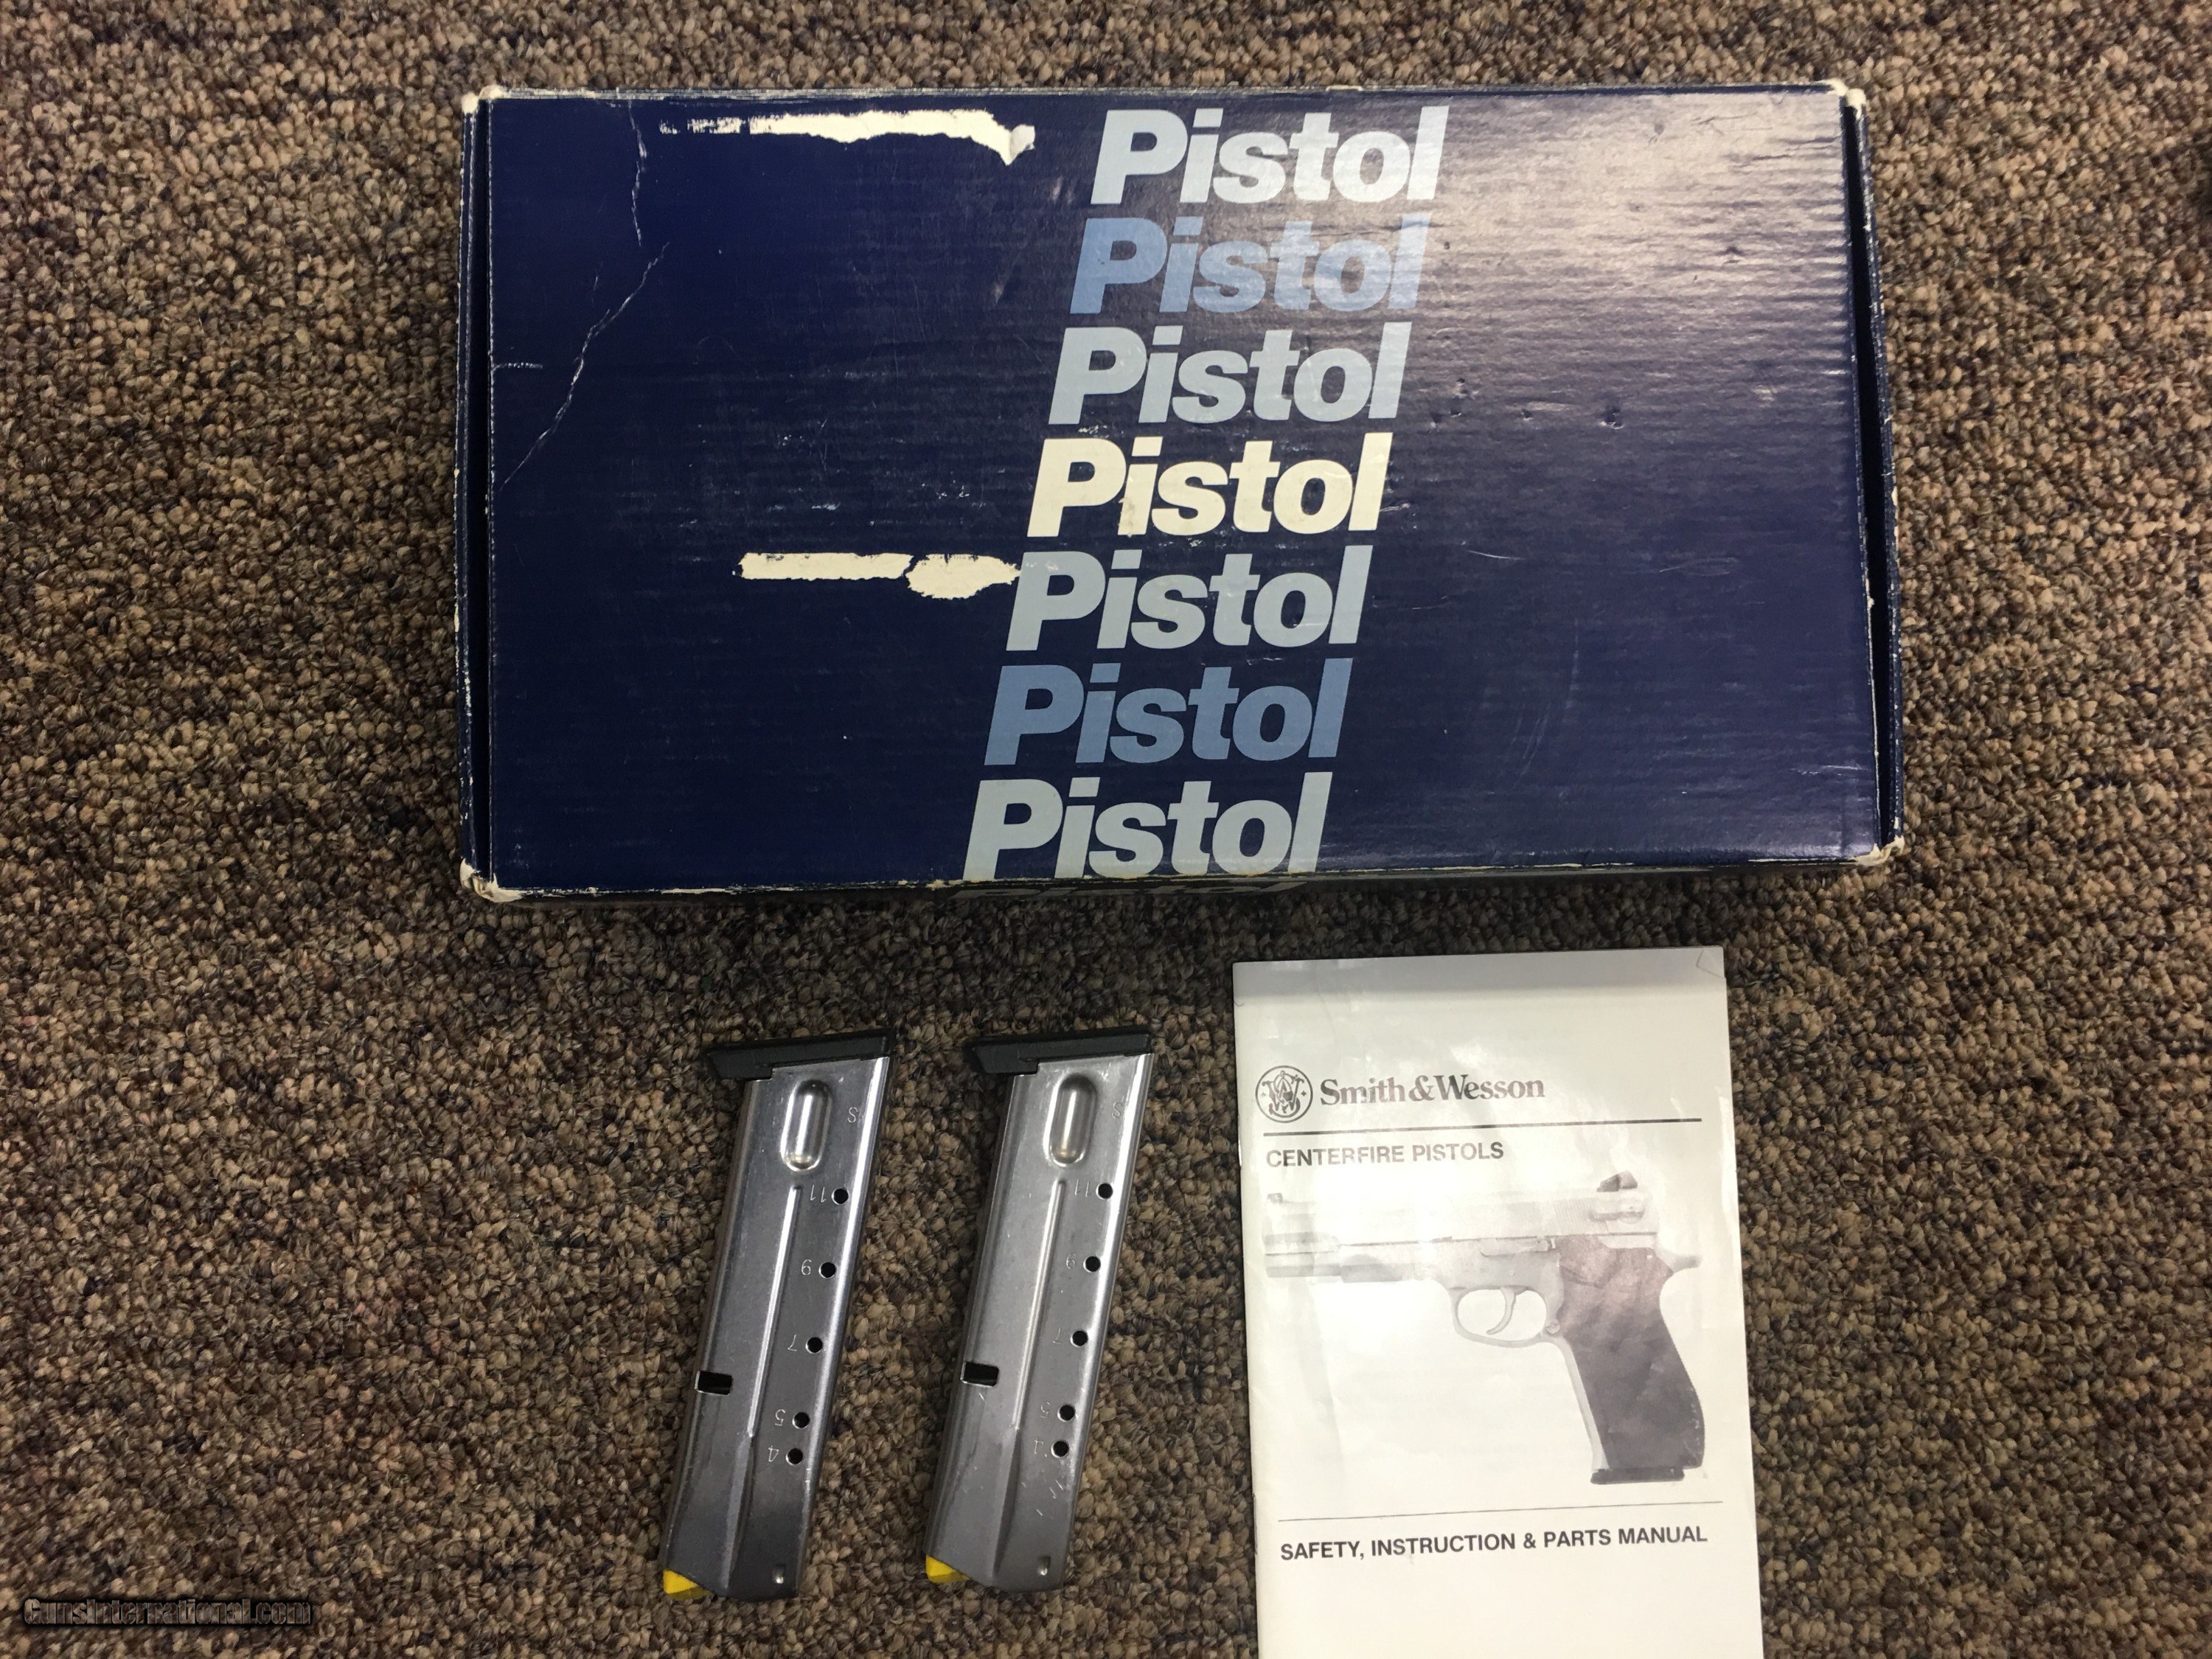 Pistol
Pistol
Pistol
Pistol
Pistol
Pistol
Pistol
S
11
9
7
5
4
S
11
9
7
5
Smith & Wesson
CENTERFIRE PISTOLS
SAFETY, INSTRUCTION & PARTS MANUAL
GunsInternational.com